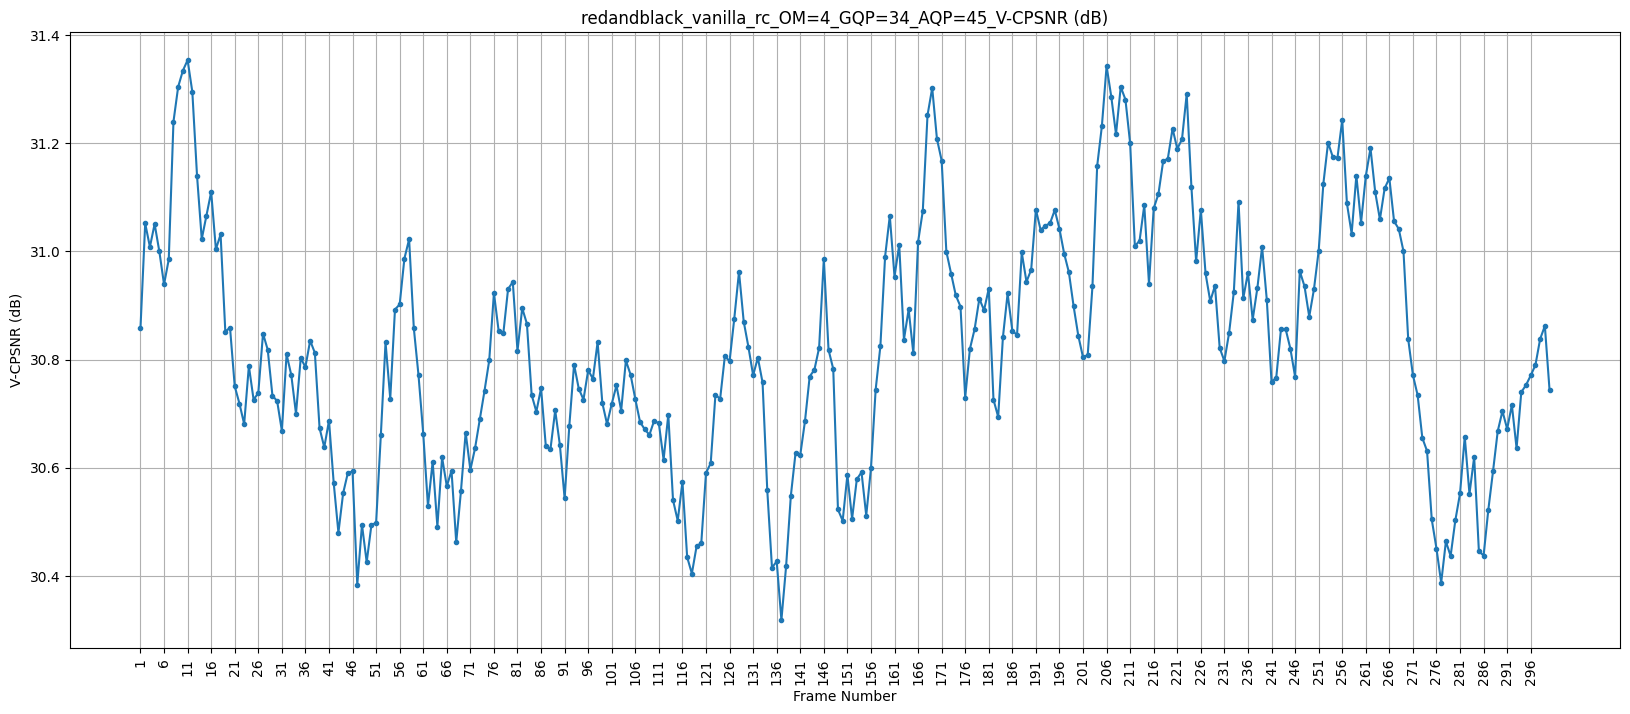 redandblack_vanilla_rc_OM=4_GQP=34_AQP=45_V-CPSNR (dB)
V-CPSNR (dB)
31.4
31.2
31.0
30.8
30.6
30.4
1 6 11 16 21 26 31 36 41 46 51 56 61 66 71 76 81 86 91 96 101 106 111 116 121 126 131 136 141 146 151 156 161 166 171 176 181 186 191 196 201 206 211 216 221 226 231 236 241 246 251 256 261 266 271 276 281 286 291 296
Frame Number